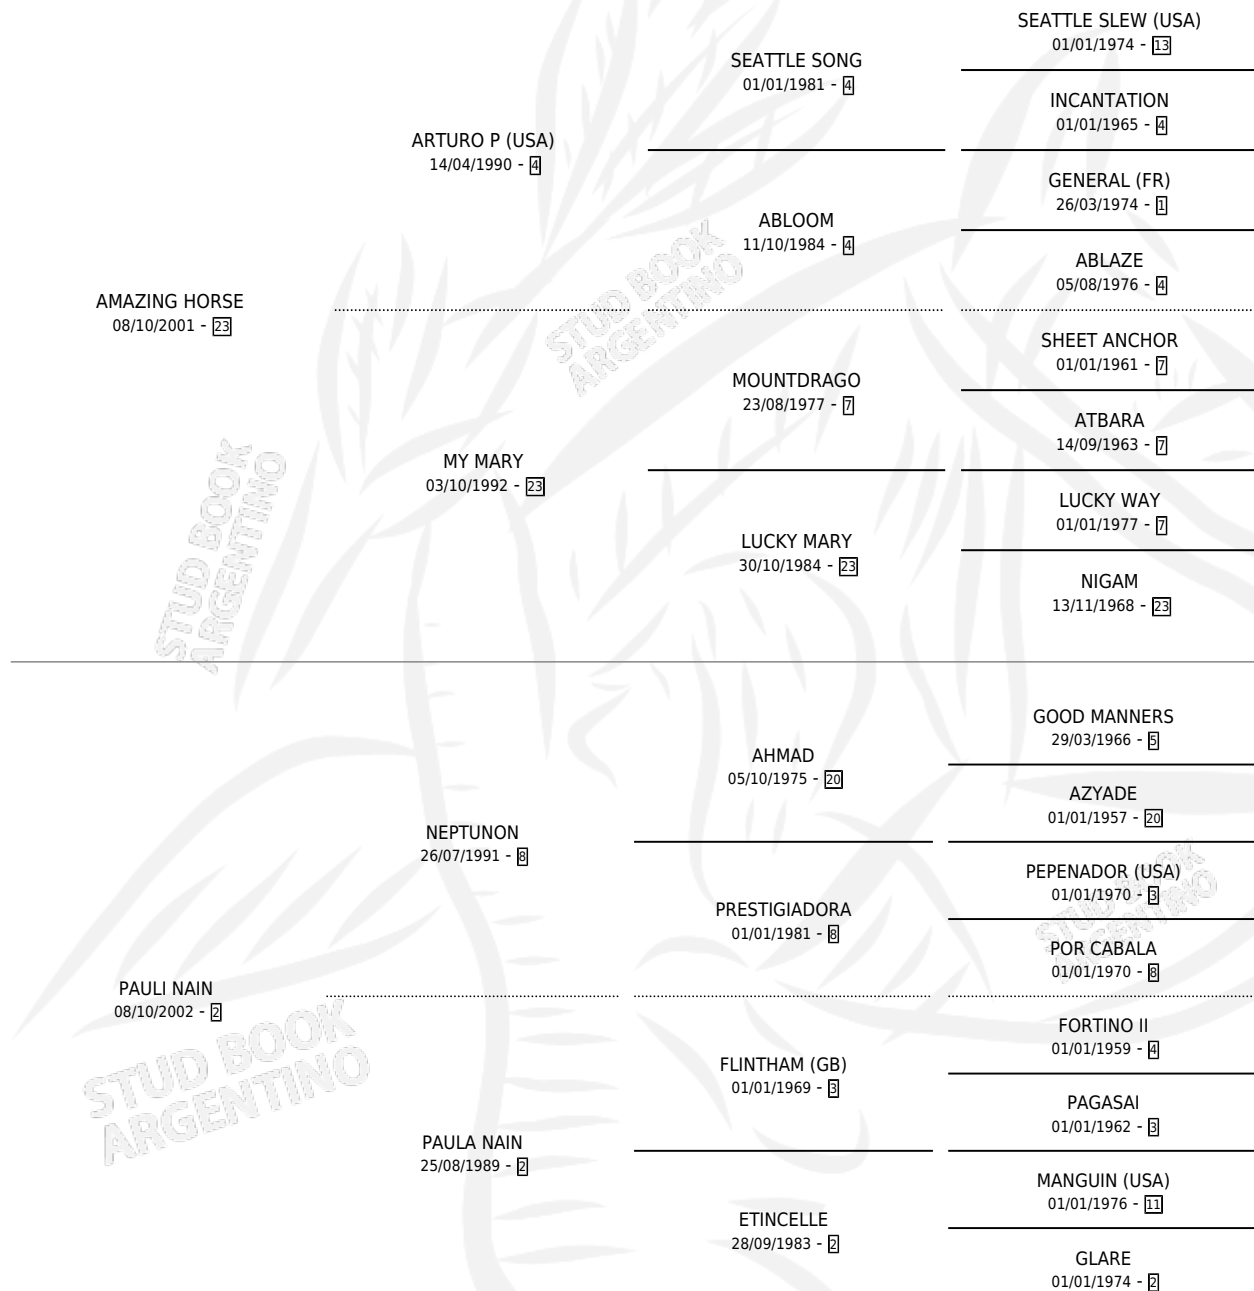 SEATTLE SLEW (USA)
01/01/1974 - 13
SEATTLE SONG
01/01/1981 - 4
INCANTATION
01/01/1965 - 4
ARTURO P (USA)
14/04/1990 - 4
GENERAL (FR)
26/03/1974 - 1
ABLOOM
11/10/1984 - 4
ABLAZE
05/08/1976 - 4
AMAZING HORSE
08/10/2001 - 23
SHEET ANCHOR
01/01/1961 - 7
MOUNTDRAGO
23/08/1977 - 7
ATBARA
14/09/1963 - 7
MY MARY
03/10/1992 - 23
LUCKY WAY
01/01/1977 - 7
LUCKY MARY
30/10/1984 - 23
NIGAM
13/11/1968 - 23
GOOD MANNERS
29/03/1966 - 5
AHMAD
05/10/1975 - 20
AZYADE
01/01/1957 - 20
NEPTUNON
26/07/1991 - 8
PEPENADOR (USA)
01/01/1970 - 3
PRESTIGIADORA
01/01/1981 - 8
POR CABALA
01/01/1970 - 8
PAULI NAIN
08/10/2002 - 2
FORTINO II
01/01/1959 - 4
FLINTHAM (GB)
01/01/1969 - 3
PAGASAI
01/01/1962 - 3
PAULA NAIN
25/08/1989 - 2
MANGUIN (USA)
01/01/1976 - 11
ETINCELLE
28/09/1983 - 2
GLARE
01/01/1974 - 2
STUD BOOK
ARGENTINO
STUD BOOK
ARGENTINO
STUD BOOK
ARGENTINO
STUD BOOK
ARGENTINO